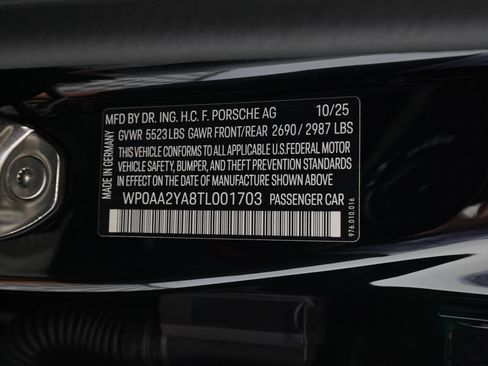 MFD BY DR. ING. H.C. F. PORSCHE AG 10/25
GVWR 5523 LBS GAWR FRONT/REAR 2690 / 2987 LBS
THIS VEHICLE CONFORMS TO ALL APPLICABLE U.S.FEDERAL MOTOR
VEHICLE SAFETY, BUMPER, AND THEFT PREVENTION STANDARDS
IN EFFECT ON THE DATE OF MANUFACTURE SHOWN ABOVE.
WP0AA2YA8TL001703 PASSENGER CAR
MADE IN GERMANY
976.010.016